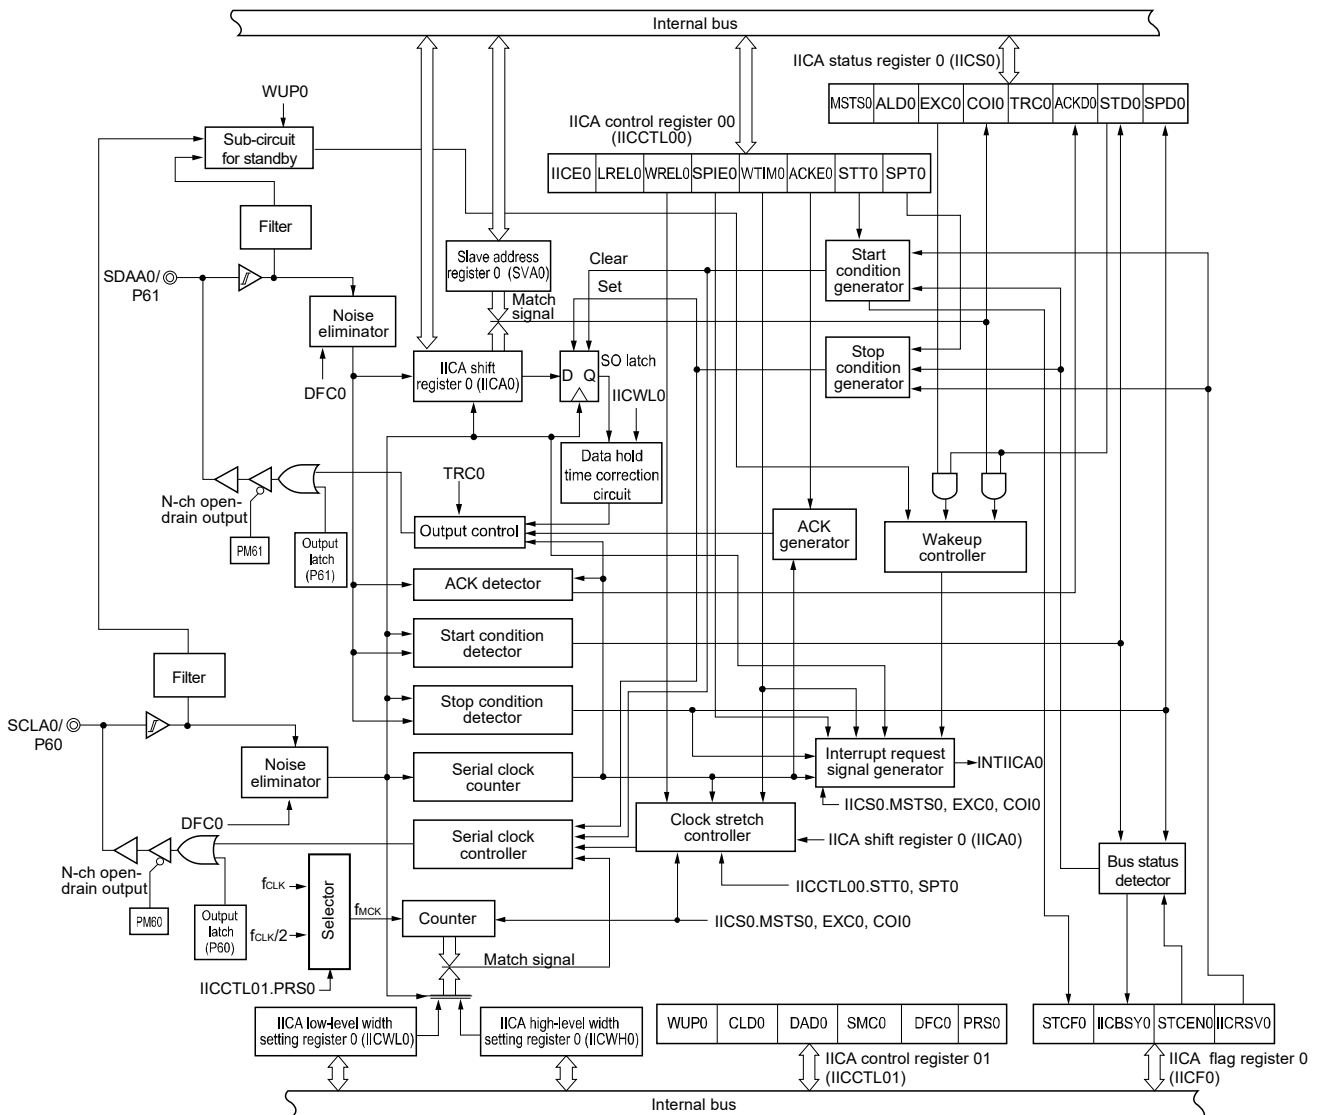 Internal bus
IICA status register 0 (IICS0)
MSTS0 ALD0 EXC0 COI0 TRC0 ACKD0 STD0 SPD0
WUP0
Sub-circuit
for standby
IICA control register 00
(IICCTL00)
IICE0 LREL0 WREL0 SPIE0 WTIM0 ACKE0 STT0 SPT0
Filter
Slave address
register 0 (SVA0)
Clear
Set
Start
condition
generator
SDAA0/
P61
Match
signal
Noise
eliminator
Stop
condition
generator
IICA shift
register 0 (IICA0)
SO latch
D Q
DFC0
IICWL0
Data hold
time correction
circuit
TRC0
N-ch open-
drain output
PM61
Output
latch
(P61)
Output control
ACK
generator
Wakeup
controller
ACK detector
Start condition
detector
Filter
Stop condition
detector
SCLA0/
P60
Noise
eliminator
Serial clock
counter
Interrupt request
signal generator
INTIICA0
IICS0.MSTS0, EXC0, COI0
DFC0
Serial clock
controller
Clock stretch
controller
IICA shift register 0 (IICA0)
Bus status
detector
N-ch open-
drain output
PM60
Output
latch
(P60)
fCLK
fCLK/2
Selector
fMCK
Counter
IICCTL00.STT0, SPT0
IICS0.MSTS0, EXC0, COI0
Match signal
IICCTL01.PRS0
IICA low-level width
setting register 0 (IICWL0)
IICA high-level width
setting register 0 (IICWH0)
WUP0 CLD0 DAD0 SMC0 DFC0 PRS0
STCF0 IICBSY0 STCEN0 IICRSV0
IICA control register 01
(IICCTL01)
IICA flag register 0
(IICF0)
Internal bus